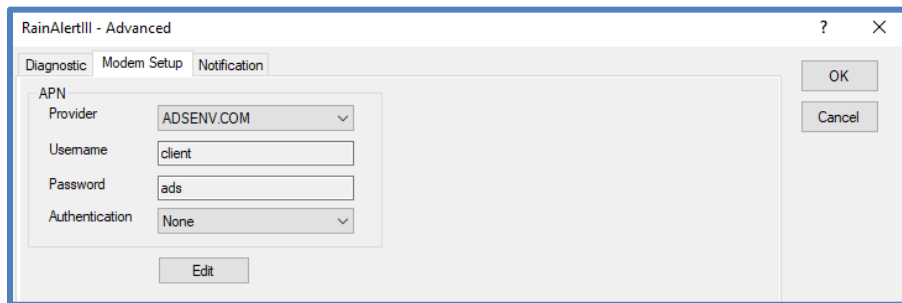 RainAlertIII - Advanced ? X
Diagnostic Modem Setup Notification
OK
APN
Provider ADSENV.COM
Cancel
Username client
Password ads
Authentication None
Edit